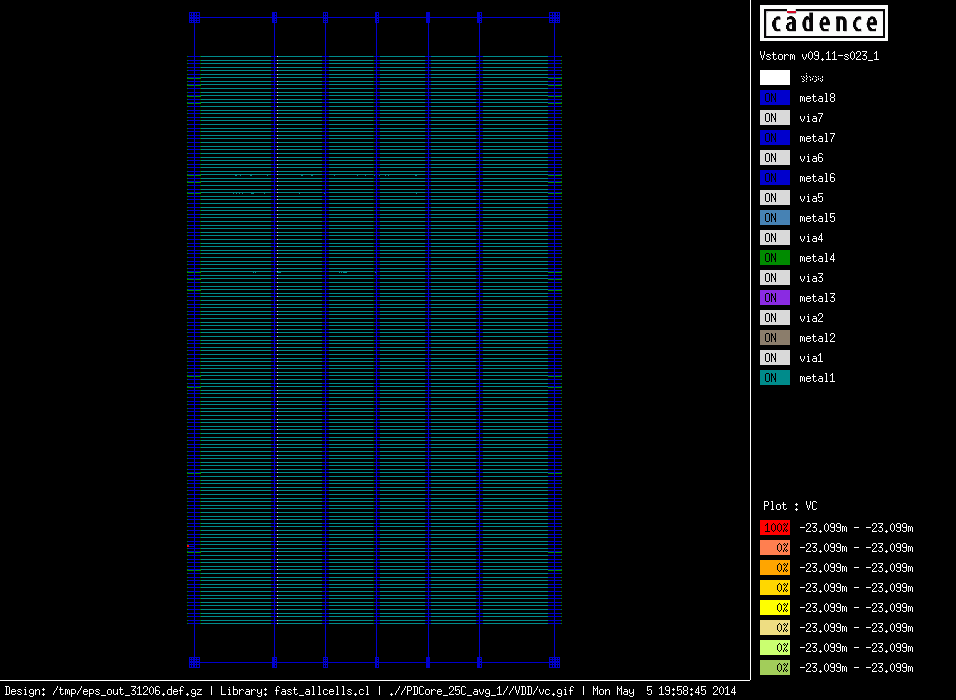 cādence
Vstorm v09.11-s023_1
show
ON metal8
ON via7
ON metal7
ON via6
ON metal6
ON via5
ON metal5
ON via4
ON metal4
ON via3
ON metal3
ON via2
ON metal2
ON via1
ON metal1
Plot : VC
100% -23.099m - -23.099m
0% -23.099m - -23.099m
0% -23.099m - -23.099m
0% -23.099m - -23.099m
0% -23.099m - -23.099m
0% -23.099m - -23.099m
0% -23.099m - -23.099m
0% -23.099m - -23.099m
Design: /tmp/eps_out_31206.def.gz | Library: fast_allcells.cl | .//PDCore_25C_avg_1//VDD/vc.gif | Mon May 5 19:58:45 2014